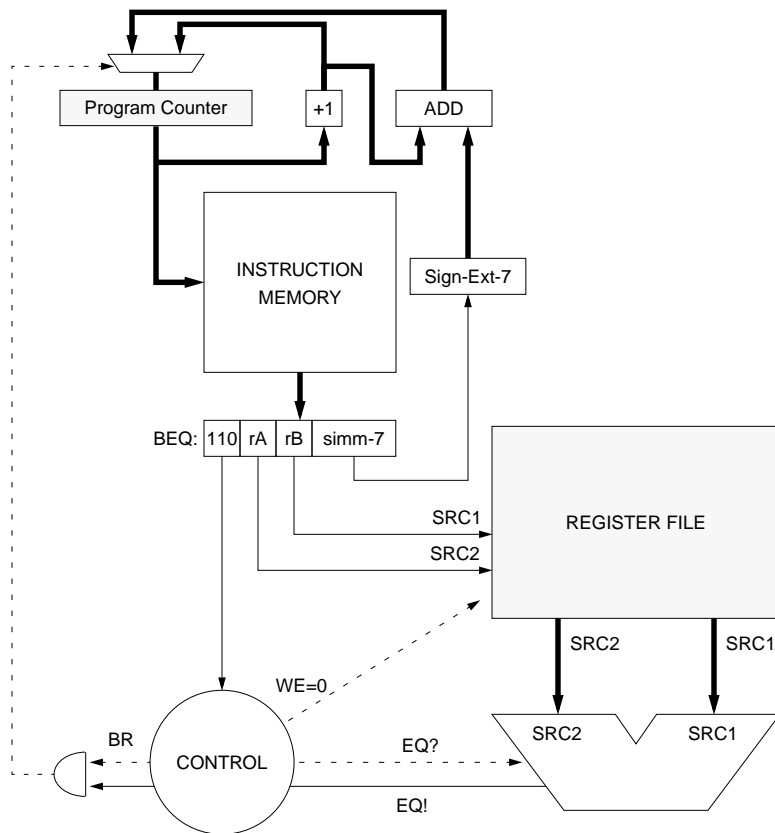 Program Counter
+1
ADD
INSTRUCTION
MEMORY
Sign-Ext-7
BEQ: 110 rA rB simm-7
SRC1
SRC2
REGISTER FILE
SRC2
SRC1
WE=0
BR
CONTROL
EQ?
EQ!
SRC2
SRC1